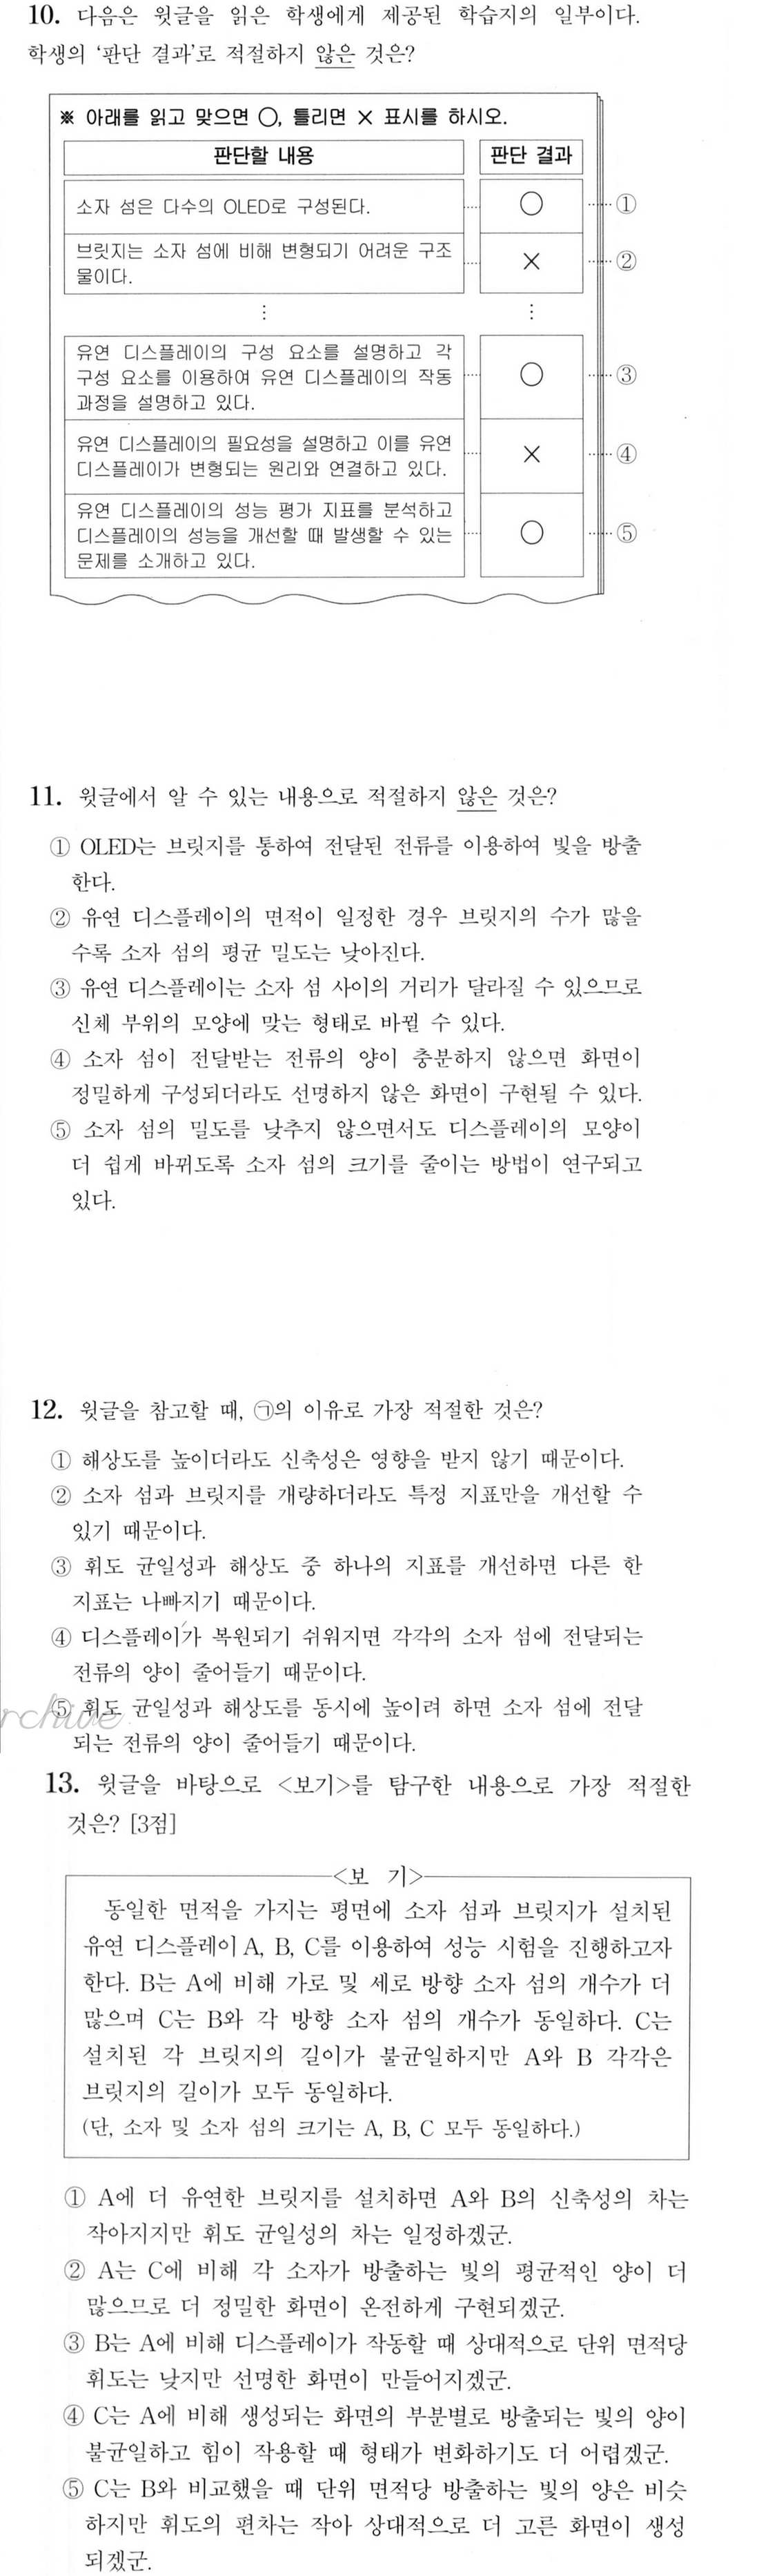 10. 다음은 윗글을 읽은 학생에게 제공된 학습지의 일부이다.
학생의 ‘판단 결과’로 적절하지 않은 것은?
※ 아래를 읽고 맞으면 ○, 틀리면 × 표시를 하시오.
판단할 내용 판단 결과
소자 섬은 다수의 OLED로 구성된다. ○ ①
브릿지는 소자 섬에 비해 변형되기 어려운 구조
물이다. × ②
⋮ ⋮
유연 디스플레이의 구성 요소를 설명하고 각
구성 요소를 이용하여 유연 디스플레이의 작동 ○ ③
과정을 설명하고 있다.
유연 디스플레이의 필요성을 설명하고 이를 유연
디스플레이가 변형되는 원리와 연결하고 있다. × ④
유연 디스플레이의 성능 평가 지표를 분석하고
디스플레이의 성능을 개선할 때 발생할 수 있는 ○ ⑤
문제를 소개하고 있다.
11. 윗글에서 알 수 있는 내용으로 적절하지 않은 것은?
① OLED는 브릿지를 통하여 전달된 전류를 이용하여 빛을 방출
한다.
② 유연 디스플레이의 면적이 일정한 경우 브릿지의 수가 많을
수록 소자 섬의 평균 밀도는 낮아진다.
③ 유연 디스플레이는 소자 섬 사이의 거리가 달라질 수 있으므로
신체 부위의 모양에 맞는 형태로 바뀔 수 있다.
④ 소자 섬이 전달받는 전류의 양이 충분하지 않으면 화면이
정밀하게 구성되더라도 선명하지 않은 화면이 구현될 수 있다.
⑤ 소자 섬의 밀도를 낮추지 않으면서도 디스플레이의 모양이
더 쉽게 바뀌도록 소자 섬의 크기를 줄이는 방법이 연구되고
있다.
12. 윗글을 참고할 때, ㉠의 이유로 가장 적절한 것은?
① 해상도를 높이더라도 신축성은 영향을 받지 않기 때문이다.
② 소자 섬과 브릿지를 개량하더라도 특정 지표만을 개선할 수
있기 때문이다.
③ 휘도 균일성과 해상도 중 하나의 지표를 개선하면 다른 한
지표는 나빠지기 때문이다.
④ 디스플레이가 복원되기 쉬워지면 각각의 소자 섬에 전달되는
전류의 양이 줄어들기 때문이다.
⑤ 휘도 균일성과 해상도를 동시에 높이려 하면 소자 섬에 전달
rchive
되는 전류의 양이 줄어들기 때문이다.
13. 윗글을 바탕으로 <보기>를 탐구한 내용으로 가장 적절한
것은? [3점]
<보 기>
동일한 면적을 가지는 평면에 소자 섬과 브릿지가 설치된
유연 디스플레이 A, B, C를 이용하여 성능 시험을 진행하고자
한다. B는 A에 비해 가로 및 세로 방향 소자 섬의 개수가 더
많으며 C는 B와 각 방향 소자 섬의 개수가 동일하다. C는
설치된 각 브릿지의 길이가 불균일하지만 A와 B 각각은
브릿지의 길이가 모두 동일하다.
(단, 소자 및 소자 섬의 크기는 A, B, C 모두 동일하다.)
① A에 더 유연한 브릿지를 설치하면 A와 B의 신축성의 차는
작아지지만 휘도 균일성의 차는 일정하겠군.
② A는 C에 비해 각 소자가 방출하는 빛의 평균적인 양이 더
많으므로 더 정밀한 화면이 온전하게 구현되겠군.
③ B는 A에 비해 디스플레이가 작동할 때 상대적으로 단위 면적당
휘도는 낮지만 선명한 화면이 만들어지겠군.
④ C는 A에 비해 생성되는 화면의 부분별로 방출되는 빛의 양이
불균일하고 힘이 작용할 때 형태가 변화하기도 더 어렵겠군.
⑤ C는 B와 비교했을 때 단위 면적당 방출하는 빛의 양은 비슷
하지만 휘도의 편차는 작아 상대적으로 더 고른 화면이 생성
되겠군.